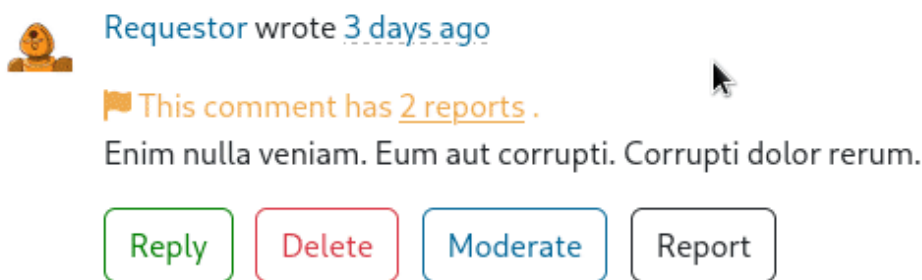 Requestor wrote 3 days ago
This comment has 2 reports .
Enim nulla veniam. Eum aut corrupti. Corrupti dolor rerum.
Reply Delete Moderate Report